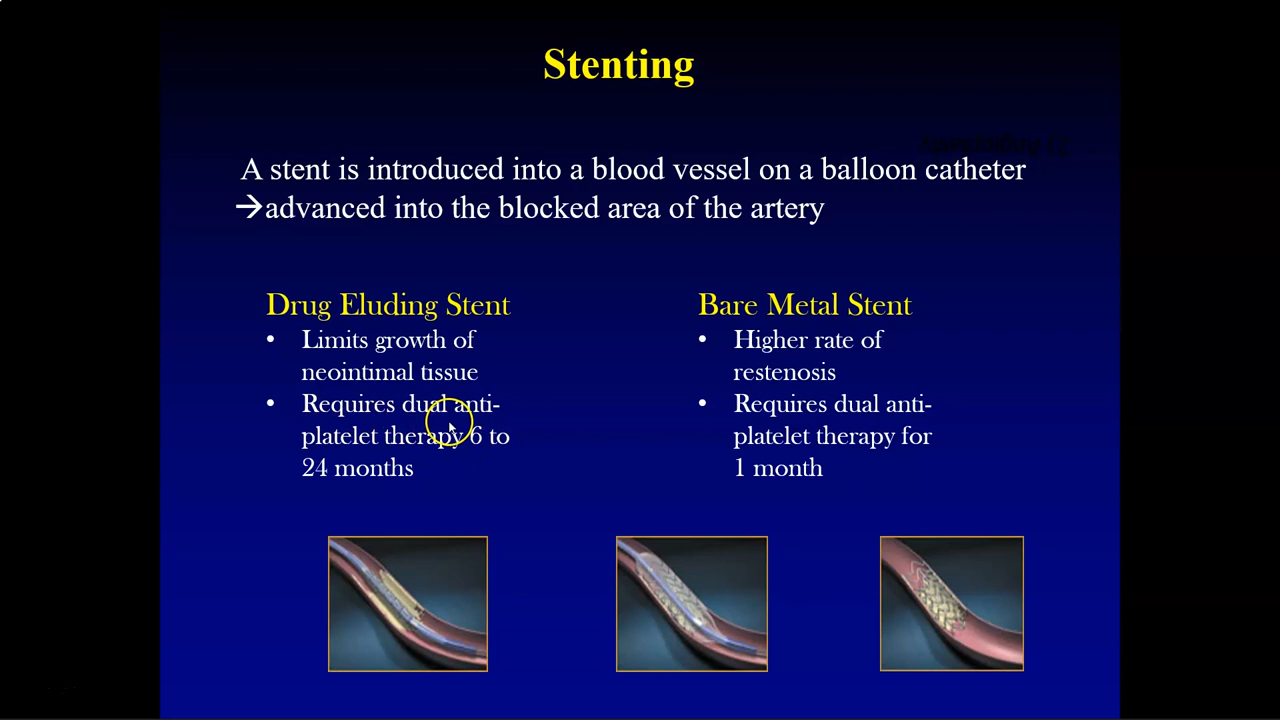 Stenting
A stent is introduced into a blood vessel on a balloon catheter
→advanced into the blocked area of the artery
Drug Eluding Stent
• Limits growth of
neointimal tissue
• Requires dual anti-
platelet therapy 6 to
24 months
Bare Metal Stent
• Higher rate of
restenosis
• Requires dual anti-
platelet therapy for
1 month